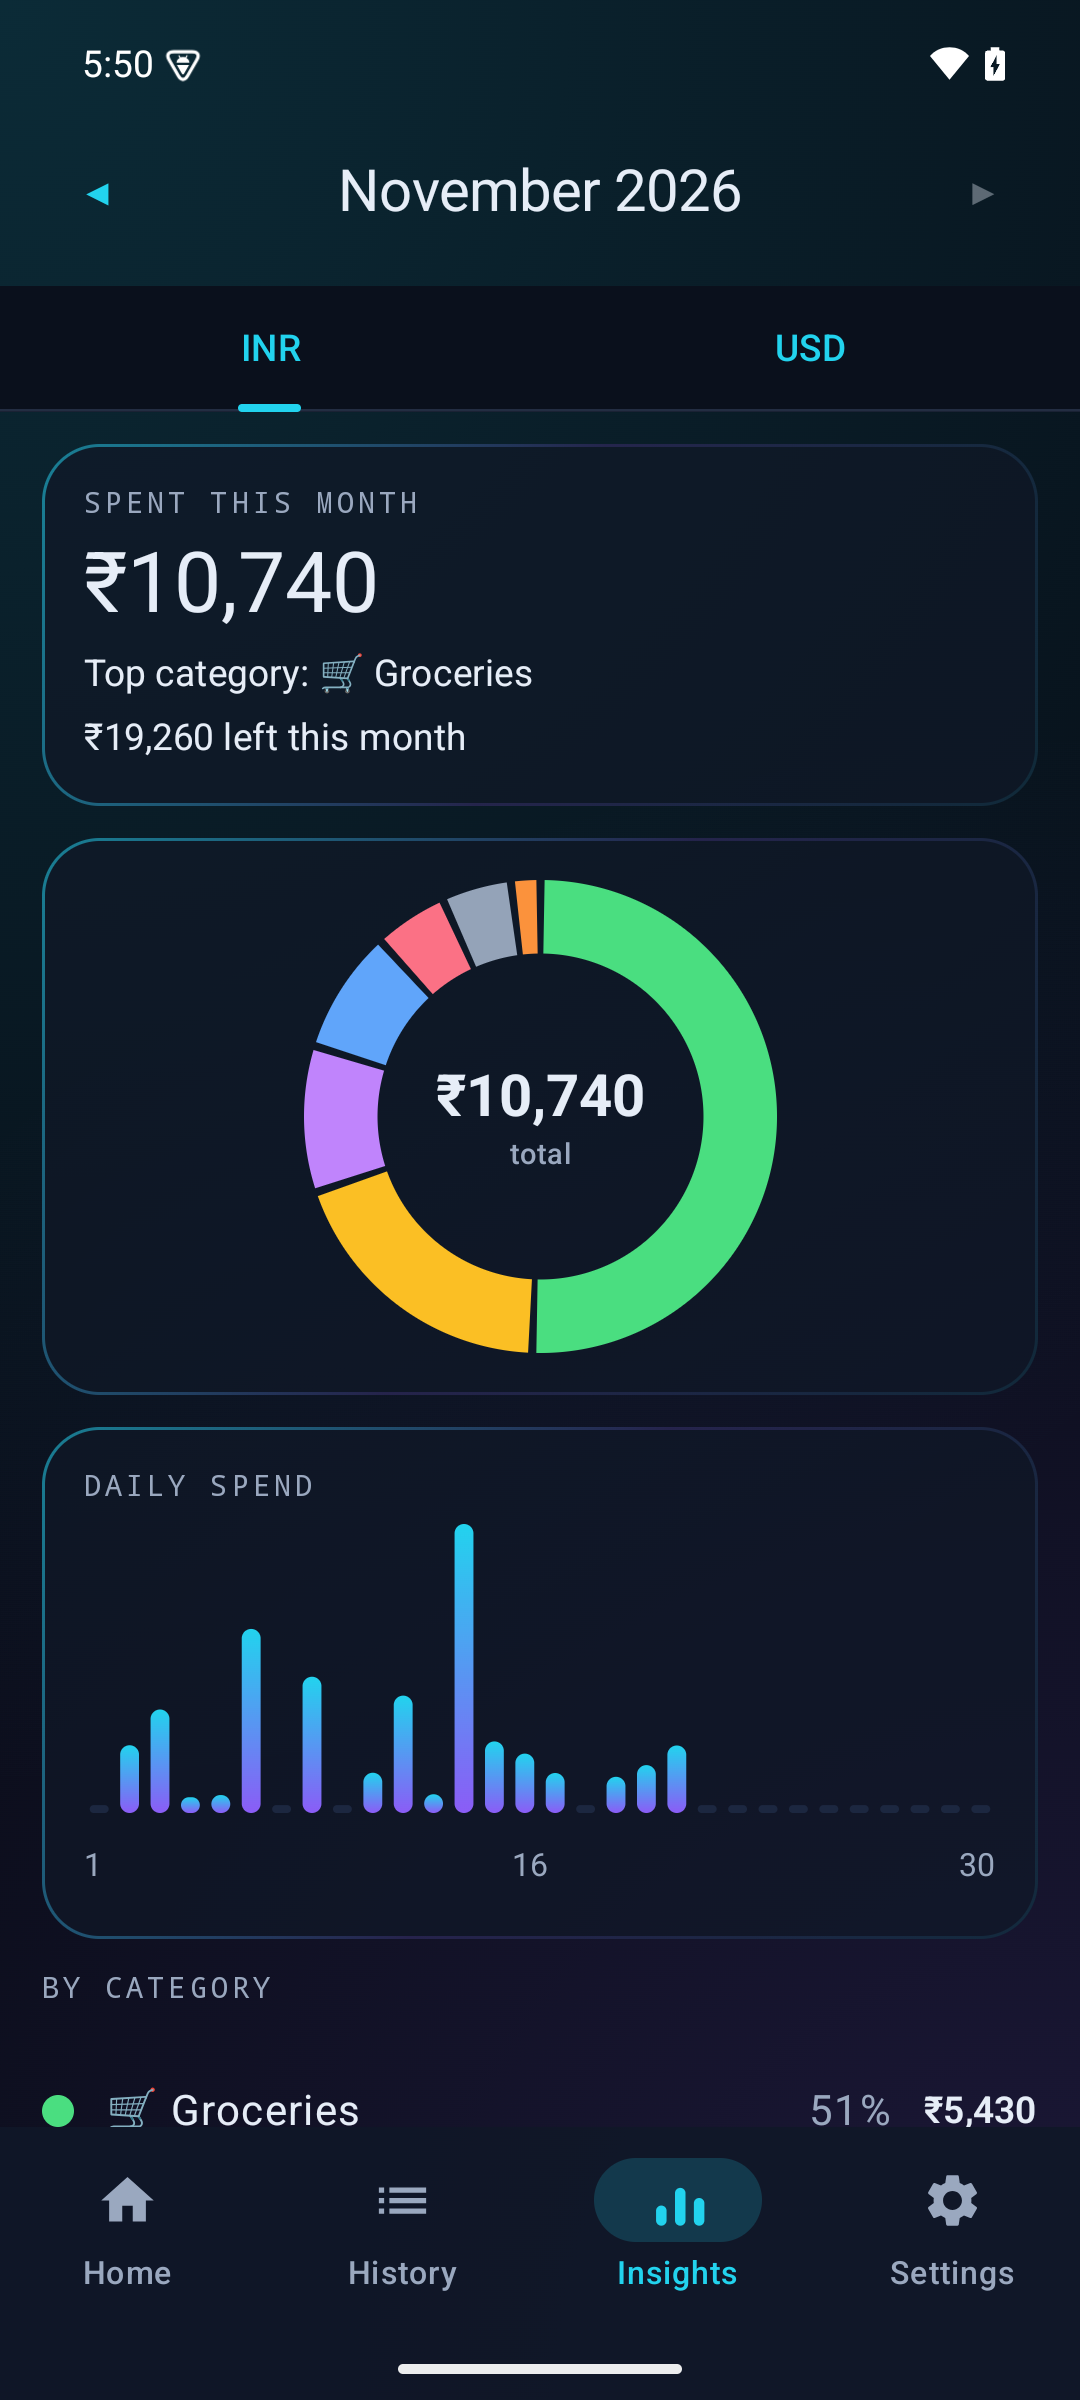 5:50
November 2026
INR
USD
SPENT THIS MONTH
₹10,740
Top category: 🛒 Groceries
₹19,260 left this month
₹10,740
total
DAILY SPEND
1 16 30
BY CATEGORY
🛒 Groceries 51% ₹5,430
Home History Insights Settings